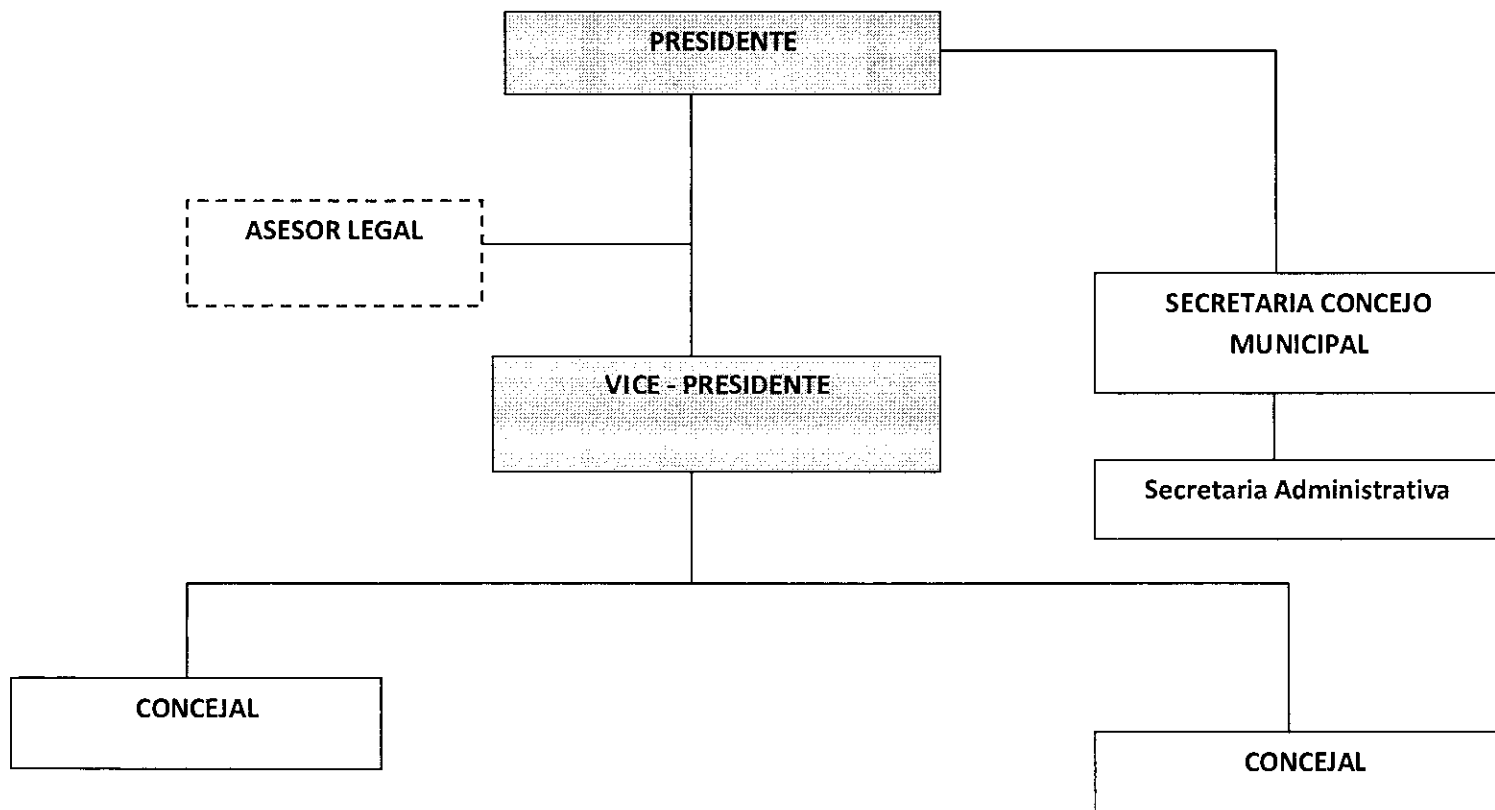 PRESIDENTE
ASESOR LEGAL
SECRETARIA CONCEJO
MUNICIPAL
VICE - PRESIDENTE
Secretaria Administrativa
CONCEJAL
CONCEJAL